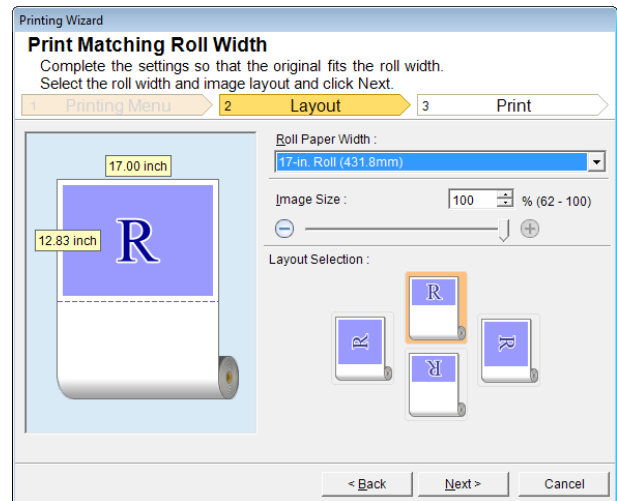 Printing Wizard
Print Matching Roll Width
Complete the settings so that the original fits the roll width.
Select the roll width and image layout and click Next.
1 Printing Menu 2 Layout 3 Print
Roll Paper Width :
17-in. Roll (431.8mm)
17.00 inch
12.83 inch
R
Image Size : 100 % (62 - 100)
Layout Selection :
R
R
R
R
< Back Next > Cancel